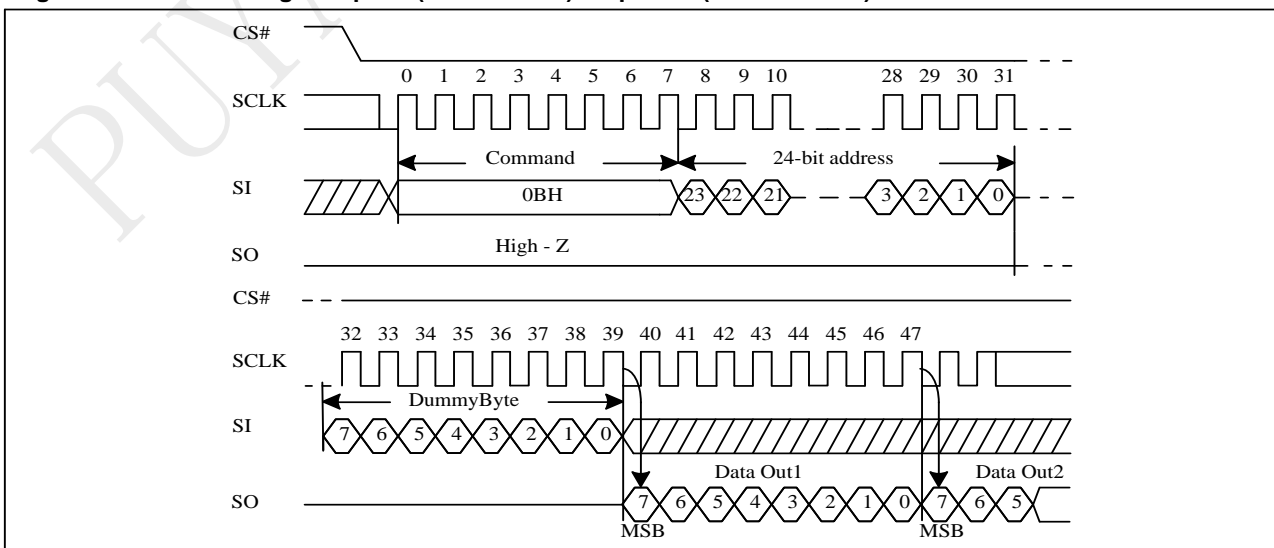 CS#
0 1 2 3 4 5 6 7 8 9 10 28 29 30 31
SCLK
Command 24-bit address
SI 0BH 23 22 21 3 2 1 0
High - Z
SO
CS#
32 33 34 35 36 37 38 39 40 41 42 43 44 45 46 47
SCLK
DummyByte
SI 7 6 5 4 3 2 1 0
Data Out1 Data Out2
SO 7 6 5 4 3 2 1 0 7 6 5
MSB MSB
PUYA